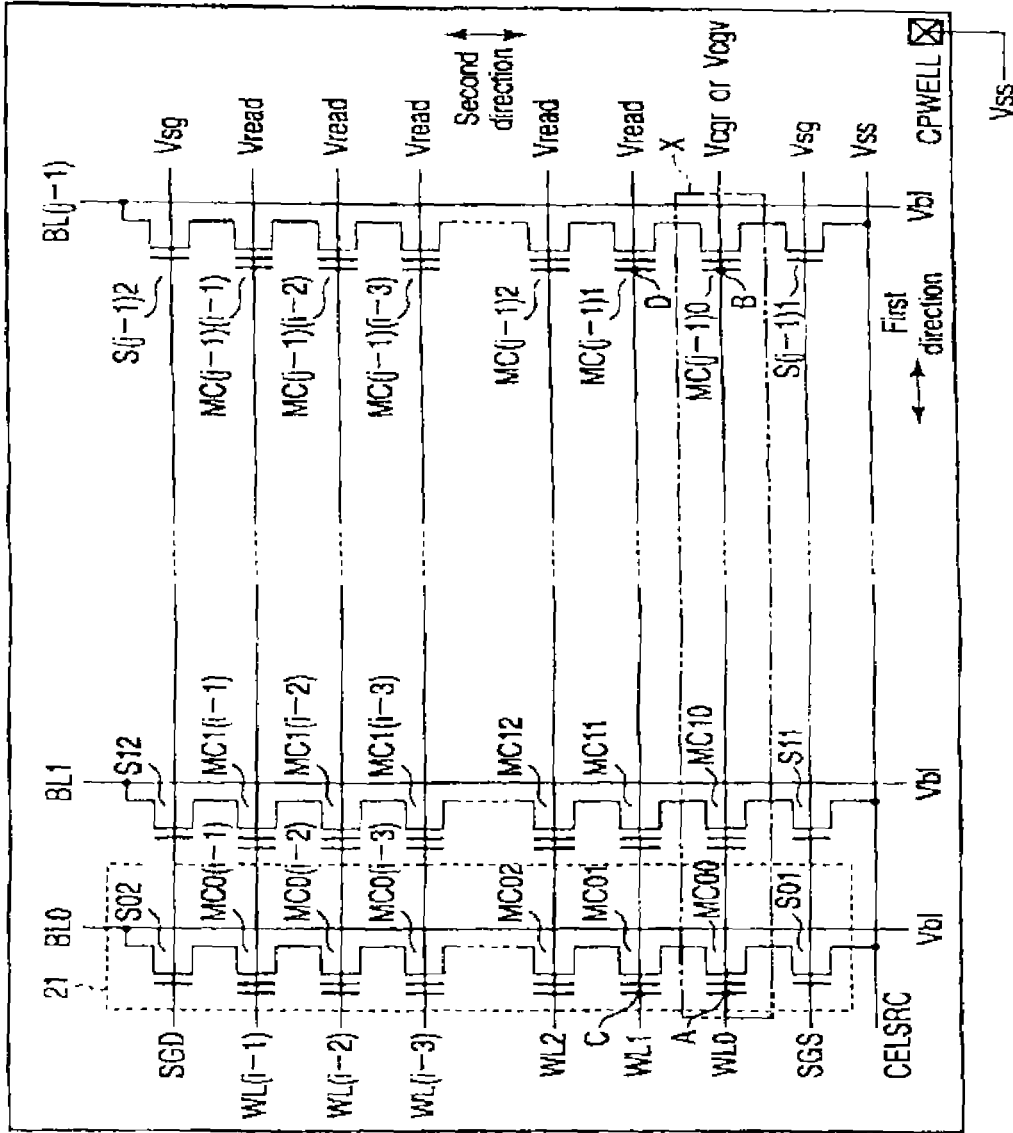 BL0
BL1
BL(j-1)
21
S02
S12
S(j-1)2
SGD
Vsg
MC0(i-1)
MC1(i-1)
MC(j-1)(i-1)
WL(i-1)
Vread
MC0(i-2)
MC1(i-2)
MC(j-1)(i-2)
WL(i-2)
Vread
MC0(i-3)
MC1(i-3)
MC(j-1)(i-3)
WL(i-3)
Vread
Second
direction
MC02
MC12
MC(j-1)2
WL2
Vread
C
MC01
MC11
MC(j-1)1
WL1
Vread
D
X
A
MC00
MC10
MC(j-1)0
WL0
Vcgr or Vcgv
B
S01
S11
S(j-1)1
SGS
Vsg
CELSRC
Vss
First
direction
Vbl
Vbl
Vbl
CPWELL
Vss